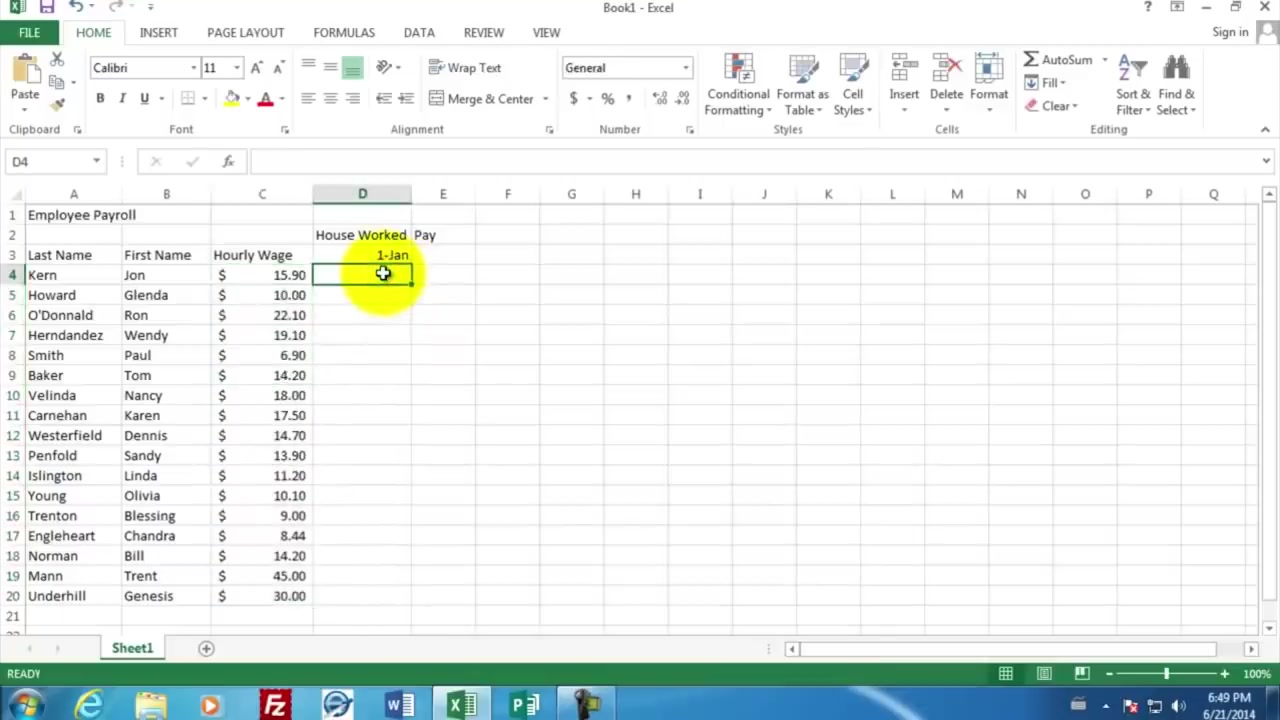 Book1 - Excel
FILE HOME INSERT PAGE LAYOUT FORMULAS DATA REVIEW VIEW Sign in
Calibri 11 Wrap Text General AutoSum
Fill
Paste B I U Merge & Center $ % , Conditional Formatting Format as Table Cell Styles Insert Delete Format Clear Sort & Filter Find & Select
Clipboard Font Alignment Number Styles Cells Editing
D4 fx
A B C D E F G H I J K L M N O P Q
1 Employee Payroll
2 House Worked Pay
3 Last Name First Name Hourly Wage 1-Jan
4 Kern Jon $ 15.90
5 Howard Glenda $ 10.00
6 O'Donnald Ron $ 22.10
7 Herndandez Wendy $ 19.10
8 Smith Paul $ 6.90
9 Baker Tom $ 14.20
10 Velinda Nancy $ 18.00
11 Carnehan Karen $ 17.50
12 Westerfield Dennis $ 14.70
13 Penfold Sandy $ 13.90
14 Islington Linda $ 11.20
15 Young Olivia $ 10.10
16 Trenton Blessing $ 9.00
17 Engleheart Chandra $ 8.44
18 Norman Bill $ 14.20
19 Mann Trent $ 45.00
20 Underhill Genesis $ 30.00
21
Sheet1
READY 100%
6:49 PM
6/21/2014